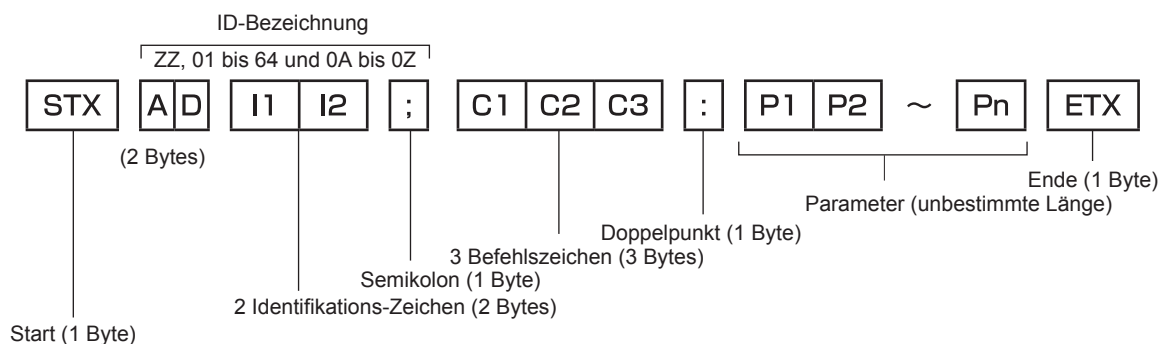 ID-Bezeichnung
ZZ, 01 bis 64 und 0A bis 0Z
STX A D I1 I2 ; C1 C2 C3 : P1 P2 ~ Pn ETX
(2 Bytes)
Ende (1 Byte)
Parameter (unbestimmte Länge)
Doppelpunkt (1 Byte)
3 Befehlszeichen (3 Bytes)
Semikolon (1 Byte)
2 Identifikations-Zeichen (2 Bytes)
Start (1 Byte)